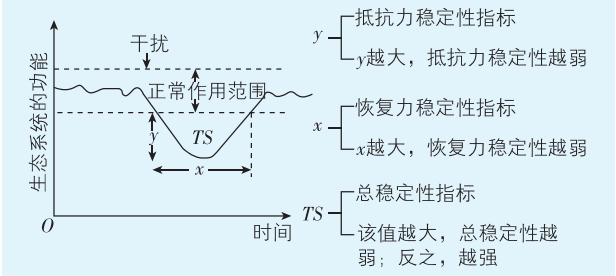 干扰
正常作用范围
生态系统的功能
y
TS
x
O
时间
y
抵抗力稳定性指标
y越大，抵抗力稳定性越弱
x
恢复力稳定性指标
x越大，恢复力稳定性越弱
TS
总稳定性指标
该值越大，总稳定性越
弱；反之，越强